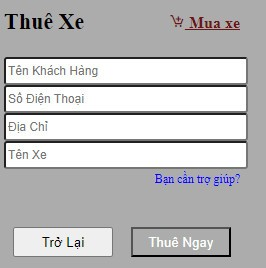 Thuê Xe
Mua xe
Tên Khách Hàng
Số Điện Thoại
Địa Chỉ
Tên Xe
Bạn cần trợ giúp?
Trở Lại
Thuê Ngay